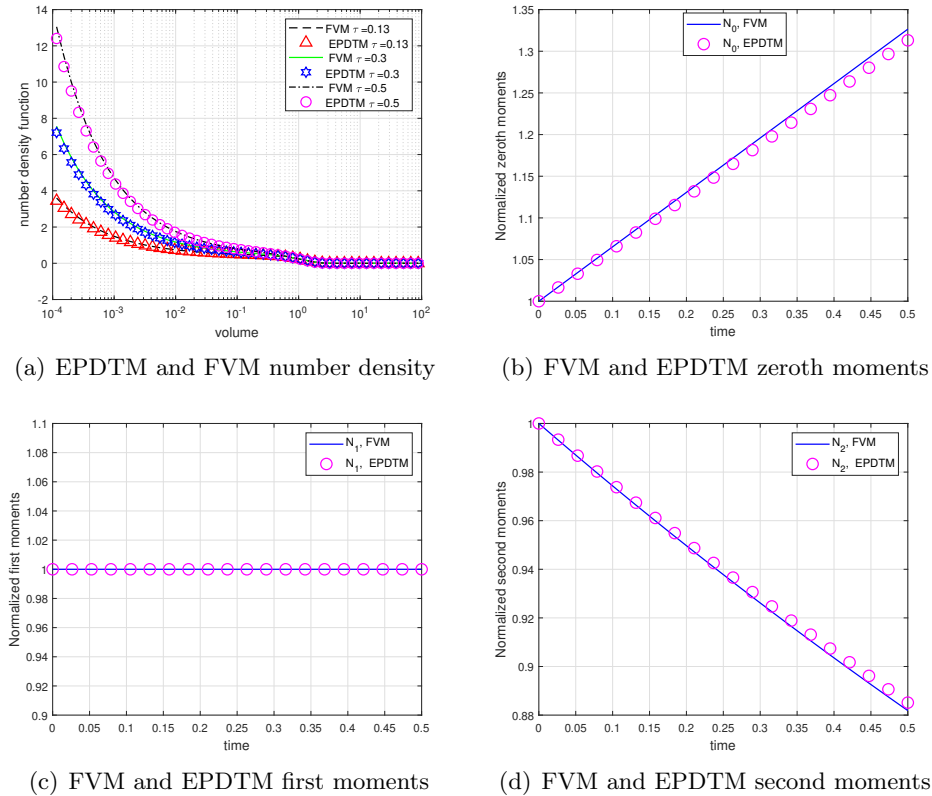 14
12
10
8
6
4
2
0
-2
number density function
10^-4
10^-3
10^-2
10^-1
10^0
10^1
10^2
volume
FVM τ=0.13
EPDTM τ=0.13
FVM τ=0.3
EPDTM τ=0.3
FVM τ=0.5
EPDTM τ=0.5
(a) EPDTM and FVM number density
1.35
1.3
1.25
1.2
1.15
1.1
1.05
1
Normalized zeroth moments
0 0.05 0.1 0.15 0.2 0.25 0.3 0.35 0.4 0.45 0.5
time
N_0, FVM
N_0, EPDTM
(b) FVM and EPDTM zeroth moments
1.1
1.08
1.06
1.04
1.02
1
0.98
0.96
0.94
0.92
0.9
Normalized first moments
0 0.05 0.1 0.15 0.2 0.25 0.3 0.35 0.4 0.45 0.5
time
N_1, FVM
N_1, EPDTM
(c) FVM and EPDTM first moments
1
0.98
0.96
0.94
0.92
0.9
0.88
Normalized second moments
0 0.05 0.1 0.15 0.2 0.25 0.3 0.35 0.4 0.45 0.5
time
N_2, FVM
N_2, EPDTM
(d) FVM and EPDTM second moments